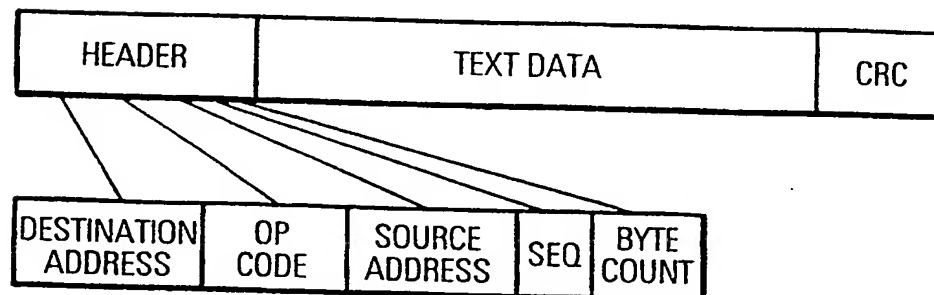 HEADER
TEXT DATA
CRC
DESTINATION
ADDRESS
OP
CODE
SOURCE
ADDRESS
SEQ
BYTE
COUNT